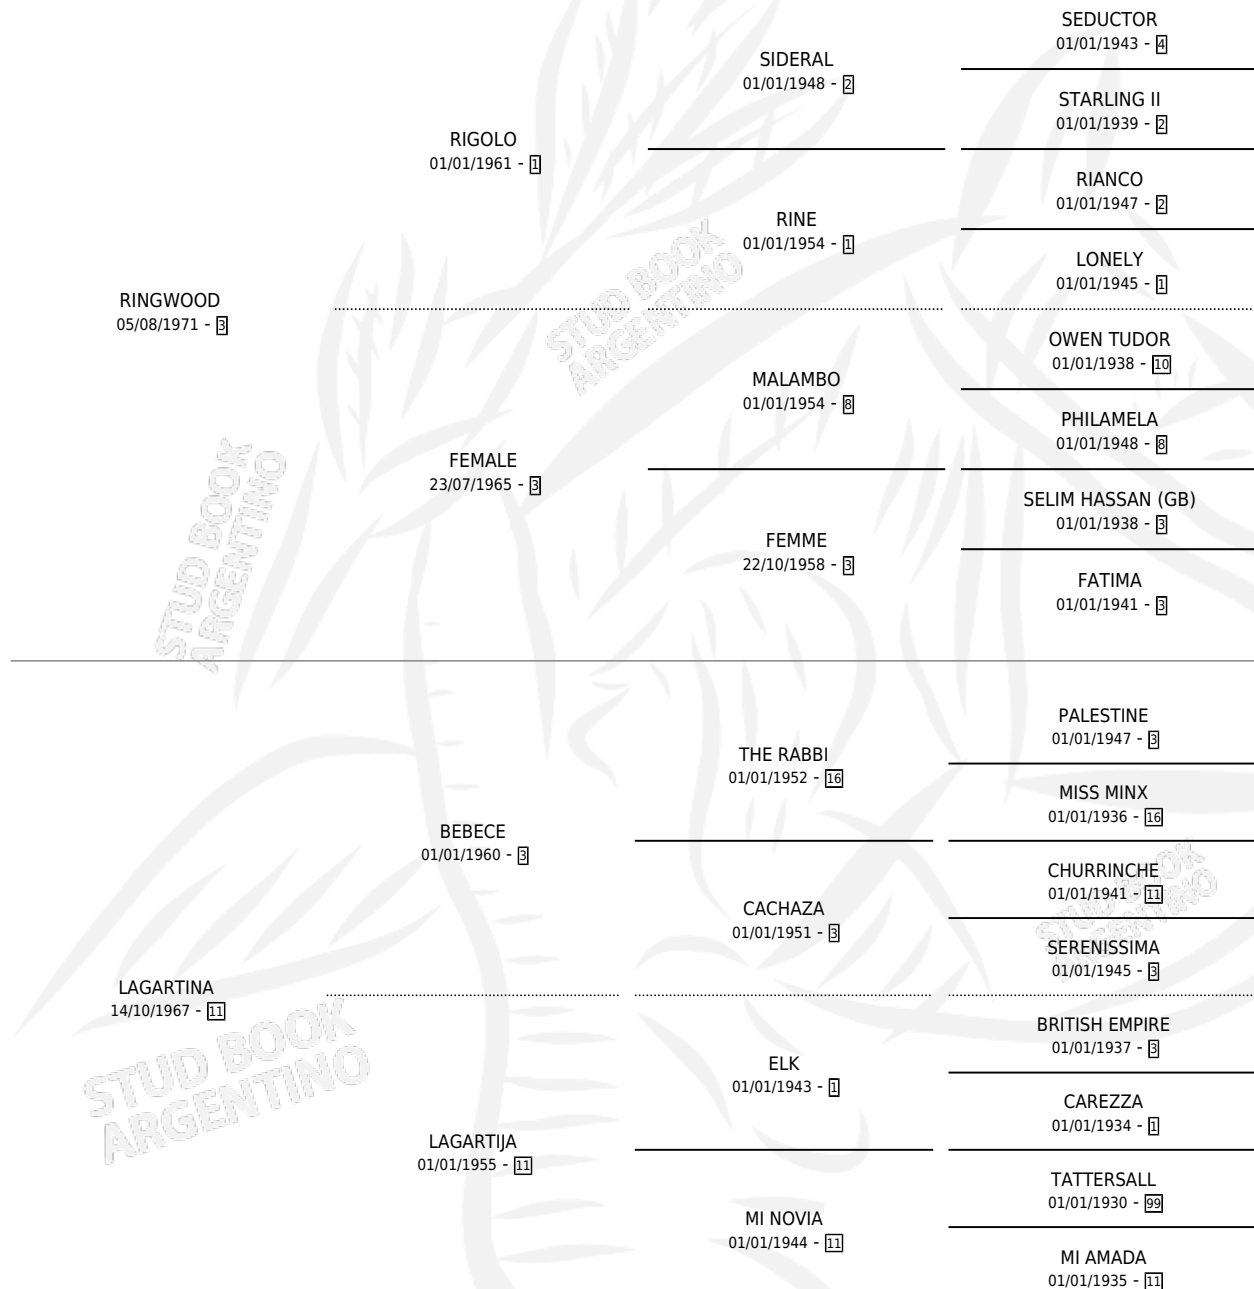 SEDUCTOR
01/01/1943 - 4
SIDERAL
01/01/1948 - 2
STARLING II
01/01/1939 - 2
RIGOLO
01/01/1961 - 1
RIANCO
01/01/1947 - 2
RINE
01/01/1954 - 1
LONELY
01/01/1945 - 1
RINGWOOD
05/08/1971 - 3
STUD BOOK
ARGENTINO
OWEN TUDOR
01/01/1938 - 10
MALAMBO
01/01/1954 - 8
PHILAMELA
01/01/1948 - 8
FEMALE
23/07/1965 - 3
SELIM HASSAN (GB)
01/01/1938 - 3
FEMME
22/10/1958 - 3
FATIMA
01/01/1941 - 3
STUD BOOK
ARGENTINO
PALESTINE
01/01/1947 - 3
THE RABBI
01/01/1952 - 16
MISS MINX
01/01/1936 - 16
BEBECE
01/01/1960 - 3
CHURRINCHE
01/01/1941 - 11
CACHAZA
01/01/1951 - 3
STUD BOOK
ARGENTINO
SERENISSIMA
01/01/1945 - 3
LAGARTINA
14/10/1967 - 11
BRITISH EMPIRE
01/01/1937 - 3
ELK
01/01/1943 - 1
CAREZZA
01/01/1934 - 1
STUD BOOK
ARGENTINO
LAGARTIJA
01/01/1955 - 11
TATTERSALL
01/01/1930 - 99
MI NOVIA
01/01/1944 - 11
MI AMADA
01/01/1935 - 11